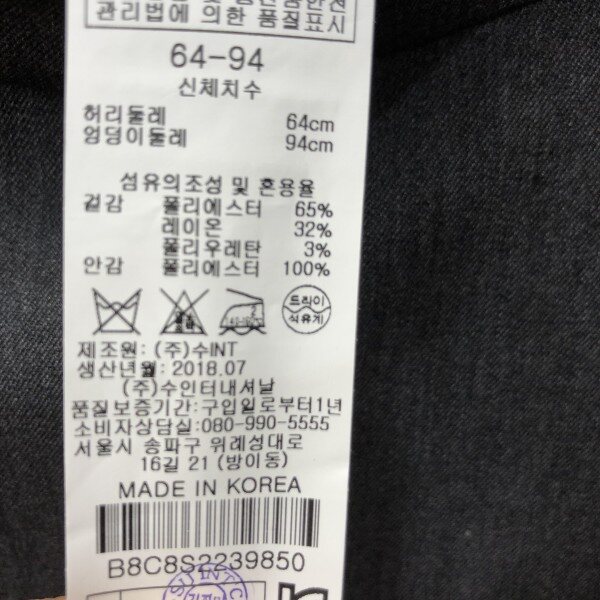 관리법에 의한 품질표시
64-94
신체치수
허리둘레 64cm
엉덩이둘레 94cm
섬유의조성 및 혼용율
겉감 폴리에스터 65%
레이온 32%
폴리우레탄 3%
안감 폴리에스터 100%
드라이
석유계
제조원: (주)수INT
생산년월: 2018.07
(주)수인터내셔날
품질보증기간: 구입일로부터1년
소비자상담실:080-990-5555
서울시 송파구 위례성대로
16길 21 (방이동)
MADE IN KOREA
B8C8S2239850